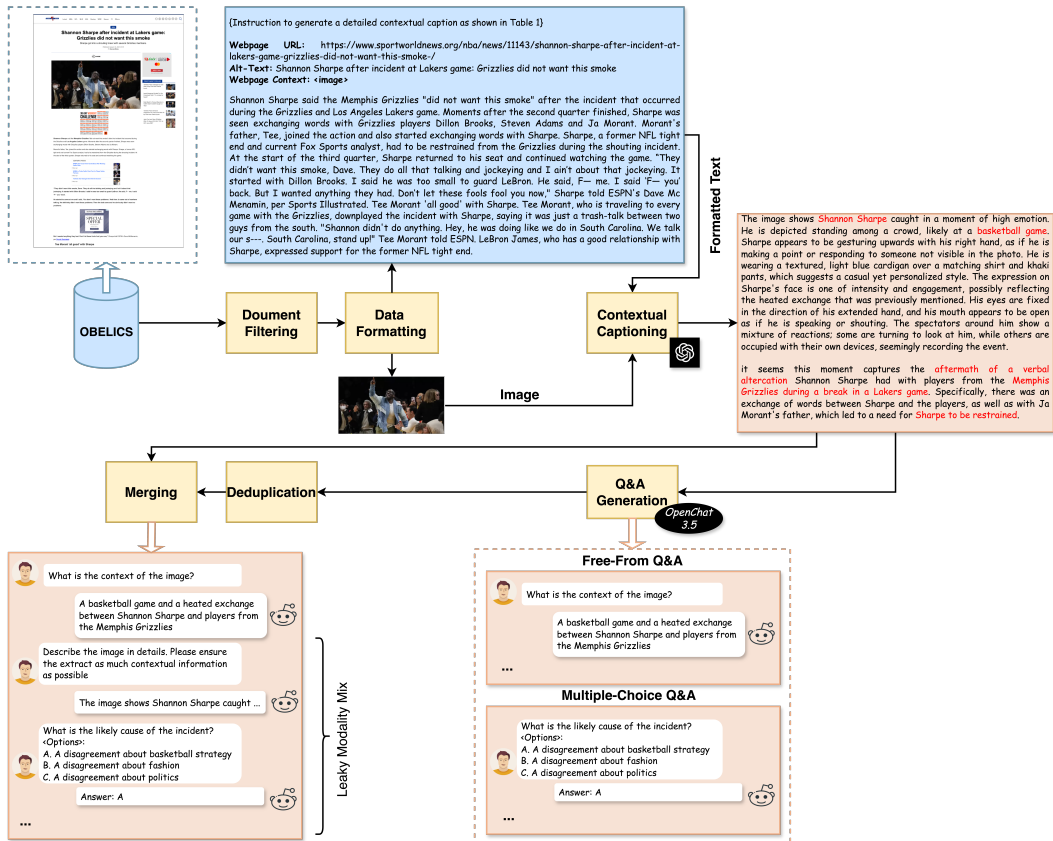 Shannon Sharpe after incident at Lakers game:
Grizzlies did not want this smoke
{Instruction to generate a detailed contextual caption as shown in Table 1}
Webpage URL: https://www.sportworldnews.org/nba/news/11143/shannon-sharpe-after-incident-at-
lakers-game-grizzlies-did-not-want-this-smoke-/
Alt-Text: Shannon Sharpe after incident at Lakers game: Grizzlies did not want this smoke
Webpage Context: <image>
Shannon Sharpe said the Memphis Grizzlies "did not want this smoke" after the incident that occurred
during the Grizzlies and Los Angeles Lakers game. Moments after the second quarter finished, Sharpe was
seen exchanging words with Grizzlies players Dillon Brooks, Steven Adams and Ja Morant. Morant's
father, Tee, joined the action and also started exchanging words with Sharpe. Sharpe, a former NFL tight
end and current Fox Sports analyst, had to be restrained from the Grizzlies during the shouting incident.
At the start of the third quarter, Sharpe returned to his seat and continued watching the game. "They
didn't want this smoke, Dave. They do all that talking and jockeying and I ain't about that jockeying. It
started with Dillon Brooks. I said he was too small to guard LeBron. He said, F— me. I said 'F— you'
back. But I wanted anything they had. Don't let these fools fool you now," Sharpe told ESPN's Dave Mc
Menamin, per Sports Illustrated. Tee Morant 'all good' with Sharpe. Tee Morant, who is traveling to every
game with the Grizzlies, downplayed the incident with Sharpe, saying it was just a trash-talk between two
guys from the south. "Shannon didn't do anything. Hey, he was doing like we do in South Carolina. We
talk our s---. South Carolina, stand up!" Tee Morant told ESPN. LeBron James, who has a good relationship with
Sharpe, expressed support for the former NFL tight end.
Formatted Text
OBELICS
Doument
Filtering
Data
Formatting
Contextual
Captioning
Image
The image shows Shannon Sharpe caught in a moment of high emotion.
He is depicted standing among a crowd, likely at a basketball game.
Sharpe appears to be gesturing upwards with his right hand, as if he is
making a point or responding to someone not visible in the photo. He is
wearing a textured, light blue cardigan over a matching shirt and khaki
pants, which suggests a casual yet personalized style. The expression on
Sharpe's face is one of intensity and engagement, possibly reflecting
the heated exchange that was previously mentioned. His eyes are fixed
in the direction of his extended hand, and his mouth appears to be open
as if he is speaking or shouting. The spectators around him show a
mixture of reactions; some are turning to look at him, while others are
occupied with their own devices, seemingly recording the event.
it seems this moment captures the aftermath of a verbal
altercation Shannon Sharpe had with players from the Memphis
Grizzlies during a break in a Lakers game. Specifically, there was an
exchange of words between Sharpe and the players, as well as with Ja
Morant's father, which led to a need for Sharpe to be restrained.
Merging
Deduplication
Q&A
Generation
OpenChat
3.5
What is the context of the image?
A basketball game and a heated exchange
between Shannon Sharpe and players from
the Memphis Grizzlies
Describe the image in details. Please ensure
the extract as much contextual information
as possible
The image shows Shannon Sharpe caught ...
What is the likely cause of the incident?
<Options>:
A. A disagreement about basketball strategy
B. A disagreement about fashion
C. A disagreement about politics
Answer: A
...
Leaky Modality Mix
Free-From Q&A
What is the context of the image?
A basketball game and a heated exchange
between Shannon Sharpe and players from
the Memphis Grizzlies
...
Multiple-Choice Q&A
What is the likely cause of the incident?
<Options>:
A. A disagreement about basketball strategy
B. A disagreement about fashion
C. A disagreement about politics
Answer: A
...